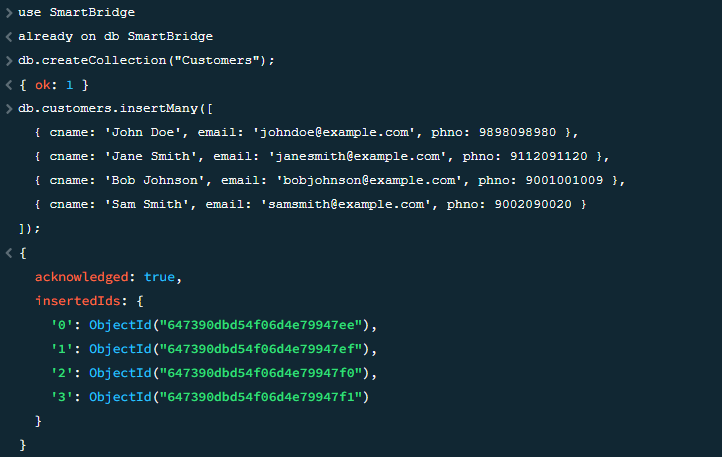 > use SmartBridge
< already on db SmartBridge
> db.createCollection("Customers");
< { ok: 1 }
> db.customers.insertMany([
{ cname: 'John Doe', email: 'johndoe@example.com', phno: 9898098980 },
{ cname: 'Jane Smith', email: 'janesmith@example.com', phno: 9112091120 },
{ cname: 'Bob Johnson', email: 'bobjohnson@example.com', phno: 9001001009 },
{ cname: 'Sam Smith', email: 'samsmith@example.com', phno: 9002090020 }
]);
< {
acknowledged: true,
insertedIds: {
'0': ObjectId("647390dbd54f06d4e79947ee"),
'1': ObjectId("647390dbd54f06d4e79947ef"),
'2': ObjectId("647390dbd54f06d4e79947f0"),
'3': ObjectId("647390dbd54f06d4e79947f1")
}
}